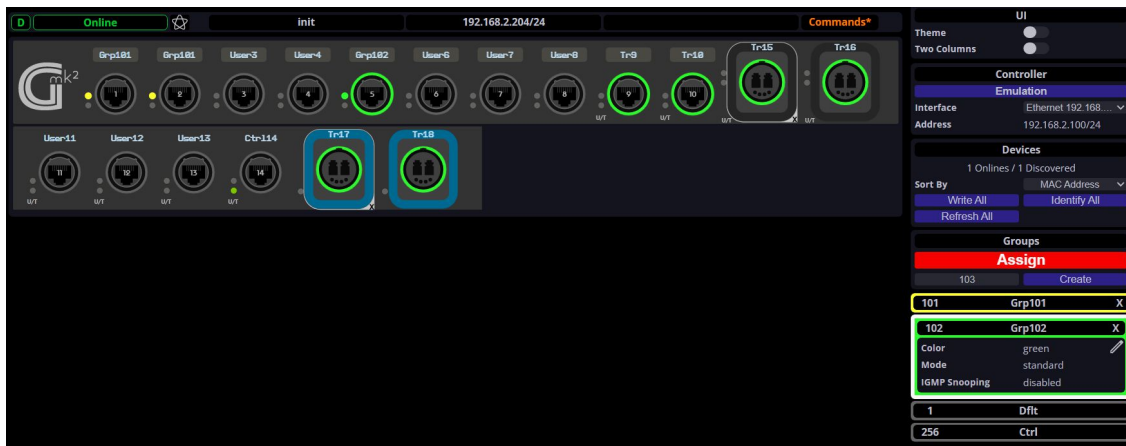 D Online init 192.168.2.204/24 Commands*
Grp101 Grp101 User3 User4 Grp102 User6 User7 User8 Tr9 Tr10 Tr15 Tr16
G mk2
1 2 3 4 5 6 7 8 9 10
U/T U/T U/T X U/T
User11 User12 User13 Ctrl14 Tr17 Tr18
11 12 13 14
U/T U/T U/T U/T X
UI
Theme
Two Columns
Controller
Emulation
Interface Ethernet 192.168....
Address 192.168.2.100/24
Devices
1 Onlines / 1 Discovered
Sort By MAC Address
Write All Identify All
Refresh All
Groups
Assign
103 Create
101 Grp101 X
102 Grp102 X
Color green
Mode standard
IGMP Snooping disabled
1 Dflt
256 Ctrl